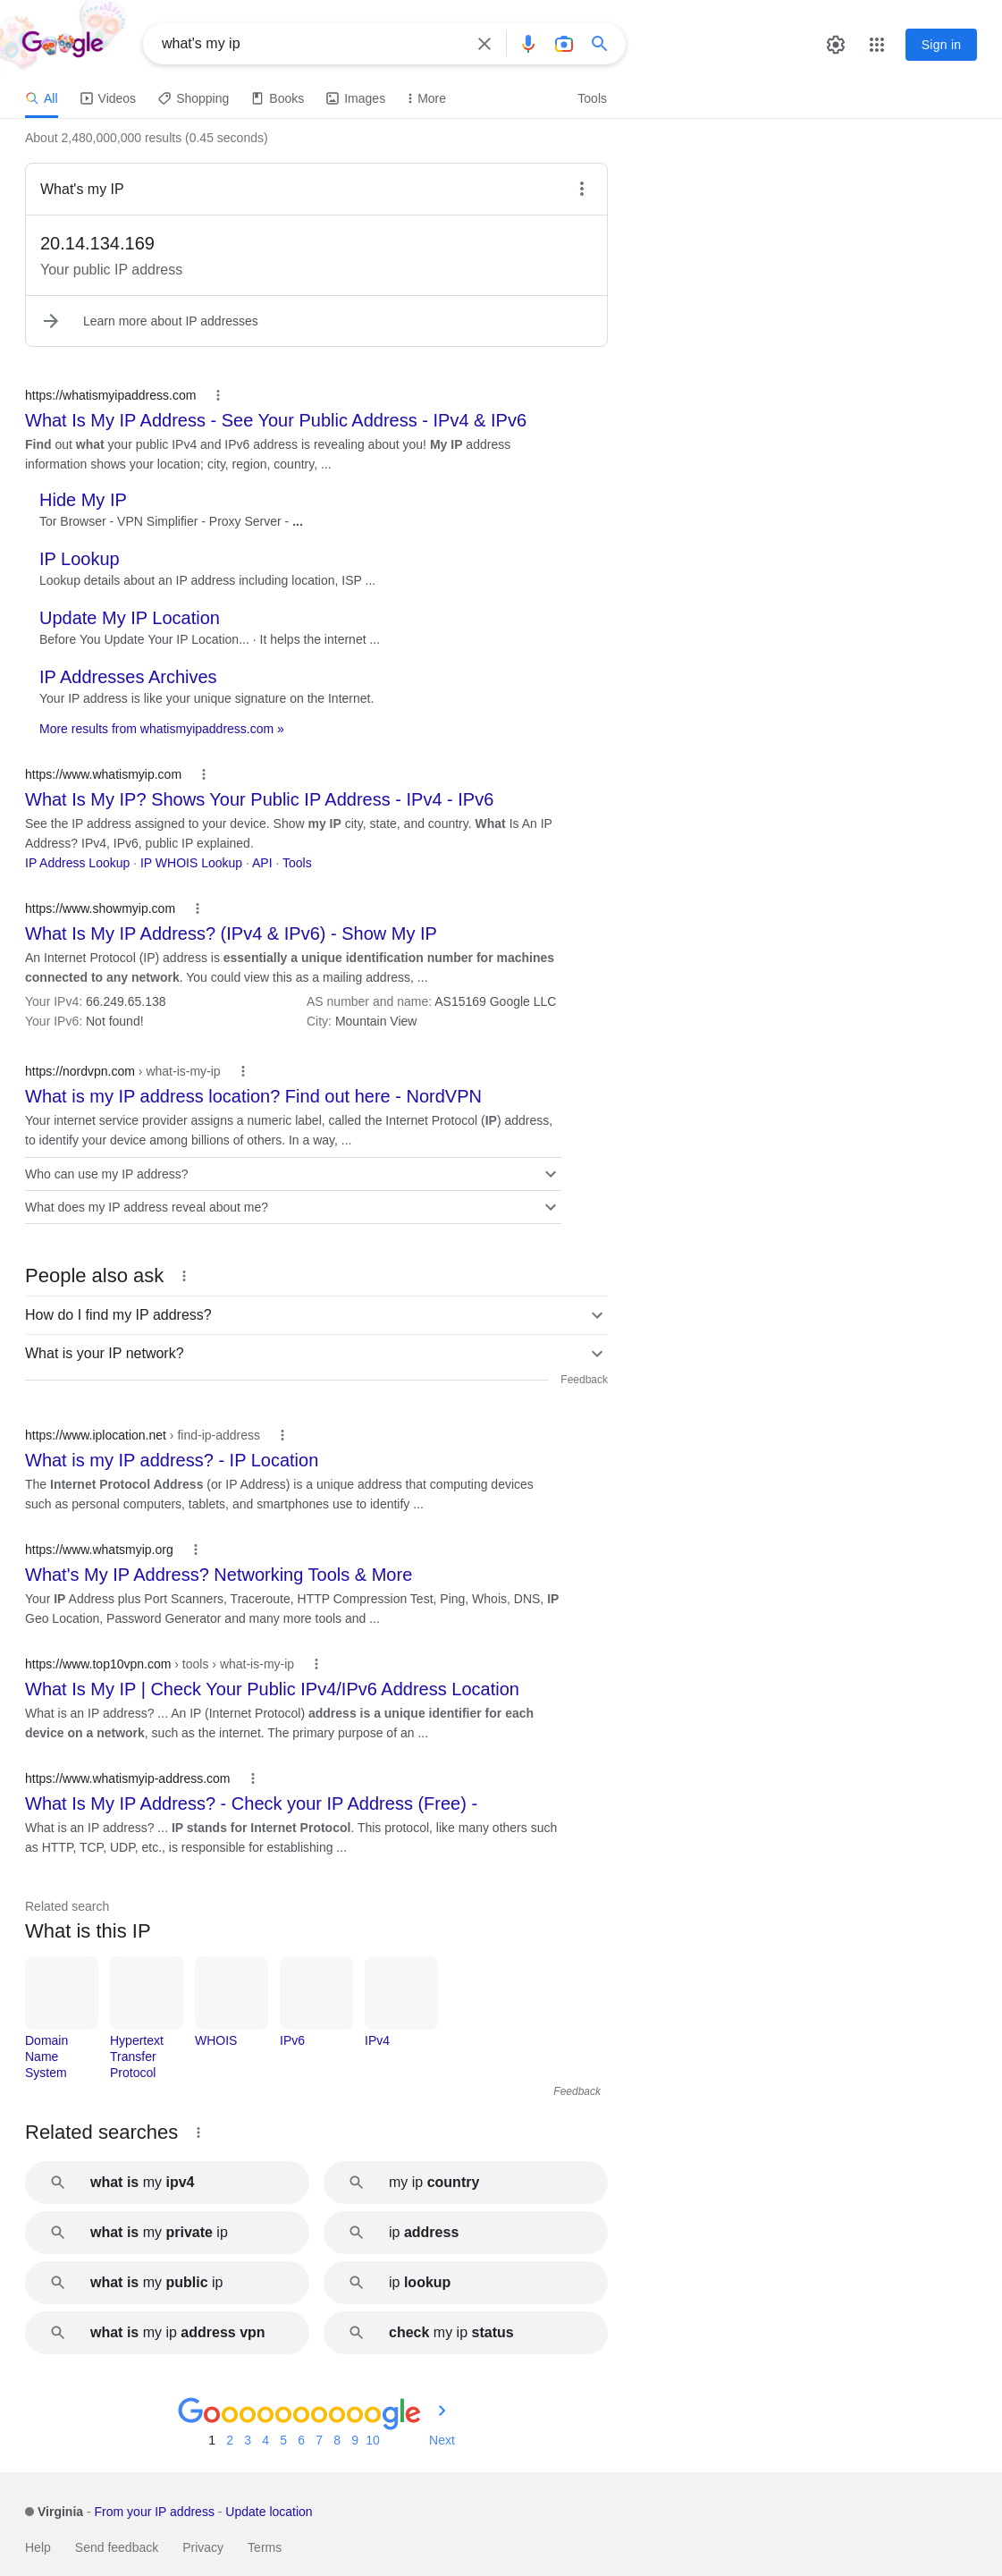 Google
what's my ip
Sign in
All
Videos
Shopping
Books
Images
More
Tools
About 2,480,000,000 results (0.45 seconds)
What's my IP
20.14.134.169
Your public IP address
Learn more about IP addresses
https://whatismyipaddress.com
What Is My IP Address - See Your Public Address - IPv4 & IPv6
Find out what your public IPv4 and IPv6 address is revealing about you! My IP address
information shows your location; city, region, country, ...
Hide My IP
Tor Browser - VPN Simplifier - Proxy Server - ...
IP Lookup
Lookup details about an IP address including location, ISP ...
Update My IP Location
Before You Update Your IP Location... · It helps the internet ...
IP Addresses Archives
Your IP address is like your unique signature on the Internet.
More results from whatismyipaddress.com »
https://www.whatismyip.com
What Is My IP? Shows Your Public IP Address - IPv4 - IPv6
See the IP address assigned to your device. Show my IP city, state, and country. What Is An IP
Address? IPv4, IPv6, public IP explained.
IP Address Lookup · IP WHOIS Lookup · API · Tools
https://www.showmyip.com
What Is My IP Address? (IPv4 & IPv6) - Show My IP
An Internet Protocol (IP) address is essentially a unique identification number for machines
connected to any network. You could view this as a mailing address, ...
Your IPv4: 66.249.65.138
AS number and name: AS15169 Google LLC
Your IPv6: Not found!
City: Mountain View
https://nordvpn.com › what-is-my-ip
What is my IP address location? Find out here - NordVPN
Your internet service provider assigns a numeric label, called the Internet Protocol (IP) address,
to identify your device among billions of others. In a way, ...
Who can use my IP address?
What does my IP address reveal about me?
People also ask
How do I find my IP address?
What is your IP network?
Feedback
https://www.iplocation.net › find-ip-address
What is my IP address? - IP Location
The Internet Protocol Address (or IP Address) is a unique address that computing devices
such as personal computers, tablets, and smartphones use to identify ...
https://www.whatsmyip.org
What's My IP Address? Networking Tools & More
Your IP Address plus Port Scanners, Traceroute, HTTP Compression Test, Ping, Whois, DNS, IP
Geo Location, Password Generator and many more tools and ...
https://www.top10vpn.com › tools › what-is-my-ip
What Is My IP | Check Your Public IPv4/IPv6 Address Location
What is an IP address? ... An IP (Internet Protocol) address is a unique identifier for each
device on a network, such as the internet. The primary purpose of an ...
https://www.whatismyip-address.com
What Is My IP Address? - Check your IP Address (Free) -
What is an IP address? ... IP stands for Internet Protocol. This protocol, like many others such
as HTTP, TCP, UDP, etc., is responsible for establishing ...
Related search
What is this IP
Domain
Name
System
Hypertext
Transfer
Protocol
WHOIS
IPv6
IPv4
Feedback
Related searches
what is my ipv4
my ip country
what is my private ip
ip address
what is my public ip
ip lookup
what is my ip address vpn
check my ip status
Goooooooooogle
1 2 3 4 5 6 7 8 9 10 Next
Virginia - From your IP address - Update location
Help Send feedback Privacy Terms